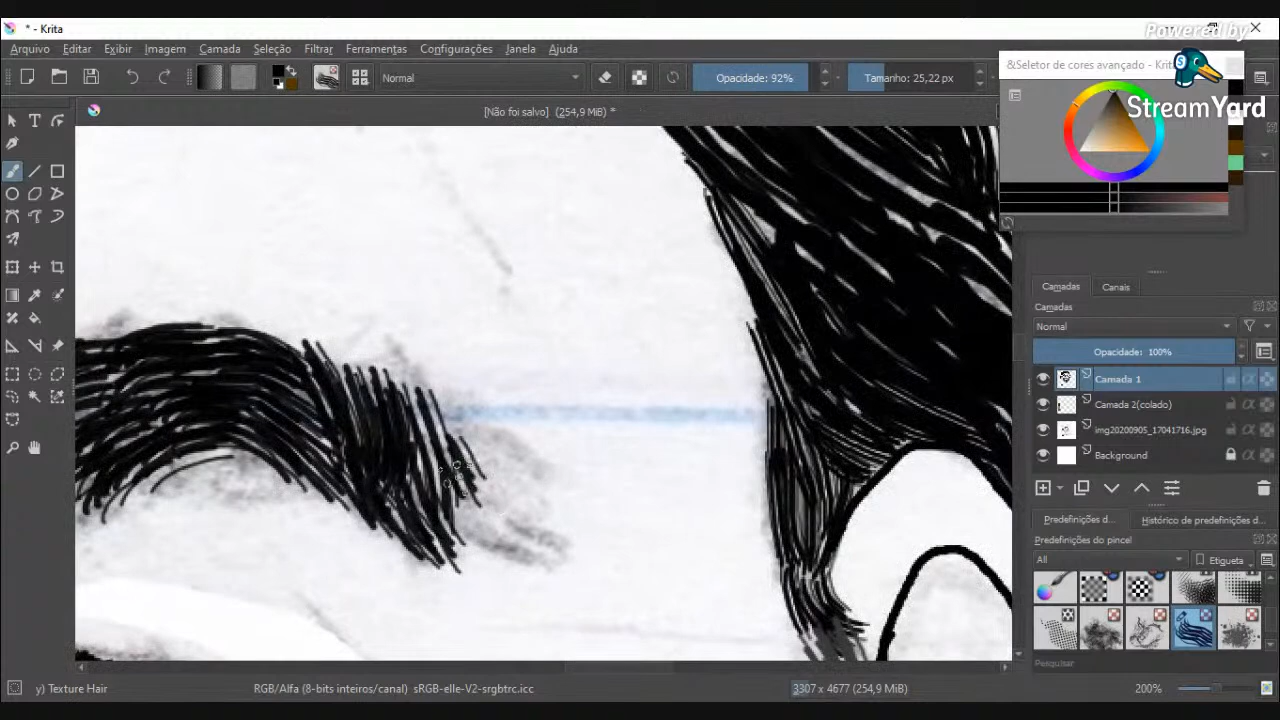 * - Krita
Powered by
StreamYard
Arquivo Editar Exibir Imagem Camada Seleção Filtrar Ferramentas Configurações Janela Ajuda
Normal
Opacidade: 92%
Tamanho: 25,22 px
&Seletor de cores avançado - Krita
[Não foi salvo] (254,9 MiB) *
Camadas Canais
Camadas
Normal
Opacidade: 100%
Camada 1
Camada 2(colado)
img20200905_17041716.jpg
Background
Predefinições d... Histórico de predefinições d...
Predefinições do pincel
All
Etiqueta
Pesquisar
y) Texture Hair
RGB/Alfa (8-bits inteiros/canal) sRGB-elle-V2-srgbtrc.icc
3307 x 4677 (254,9 MiB)
200%